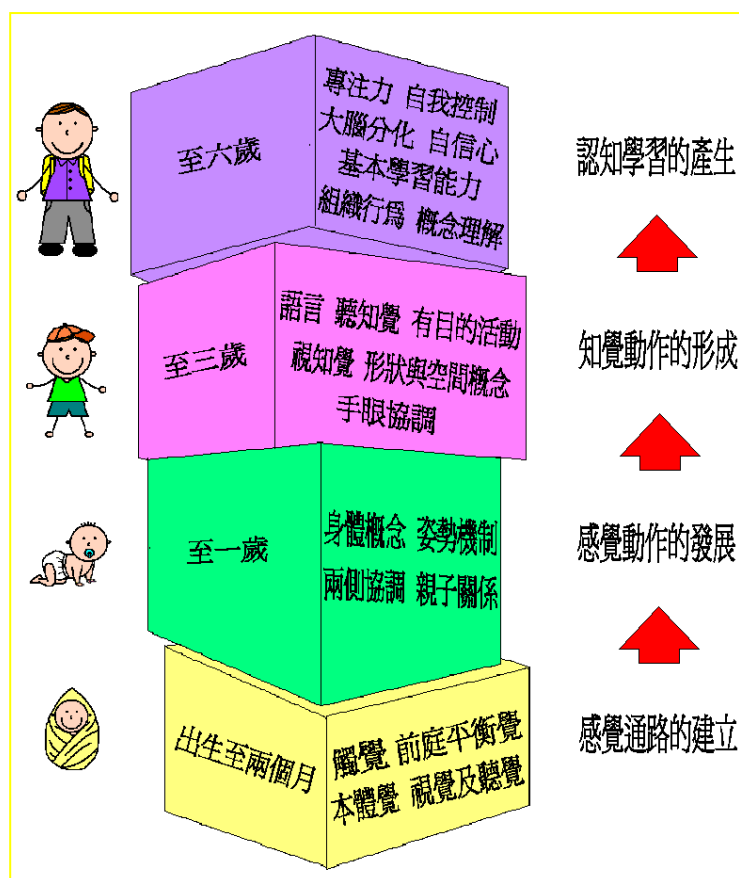 至六歲
專注力 自我控制
大腦分化 自信心
基本學習能力
組織行為 概念理解
認知學習的產生
至三歲
語言 聽知覺 有目的活動
視知覺 形狀與空間概念
手眼協調
知覺動作的形成
至一歲
身體概念 姿勢機制
兩側協調 親子關係
感覺動作的發展
出生至兩個月
觸覺 前庭平衡覺
本體覺 視覺及聽覺
感覺通路的建立